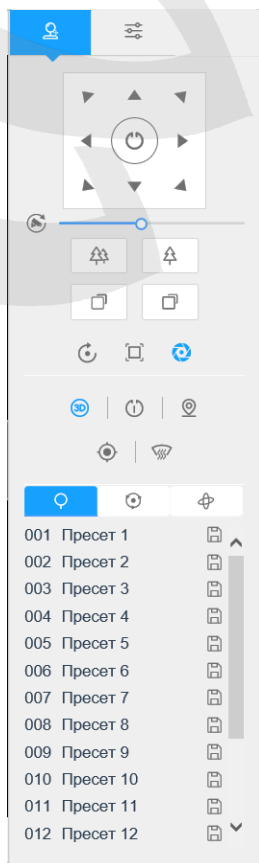 3D
001 Пресет 1
002 Пресет 2
003 Пресет 3
004 Пресет 4
005 Пресет 5
006 Пресет 6
007 Пресет 7
008 Пресет 8
009 Пресет 9
010 Пресет 10
011 Пресет 11
012 Пресет 12